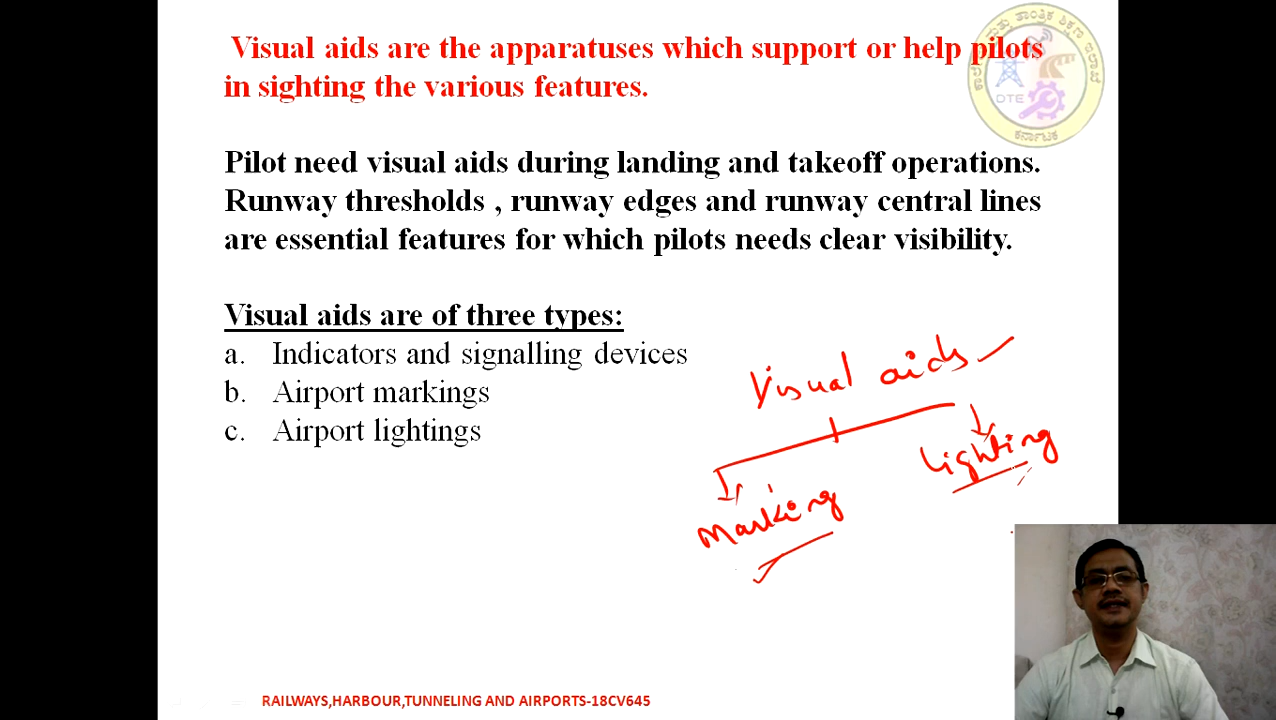 Visual aids are the apparatuses which support or help pilots
in sighting the various features.
Pilot need visual aids during landing and takeoff operations.
Runway thresholds , runway edges and runway central lines
are essential features for which pilots needs clear visibility.
Visual aids are of three types:
a. Indicators and signalling devices
b. Airport markings
c. Airport lightings
Visual aids
marking
Lighting
DTE
ಕರ್ನಾಟಕ
RAILWAYS,HARBOUR,TUNNELING AND AIRPORTS-18CV645